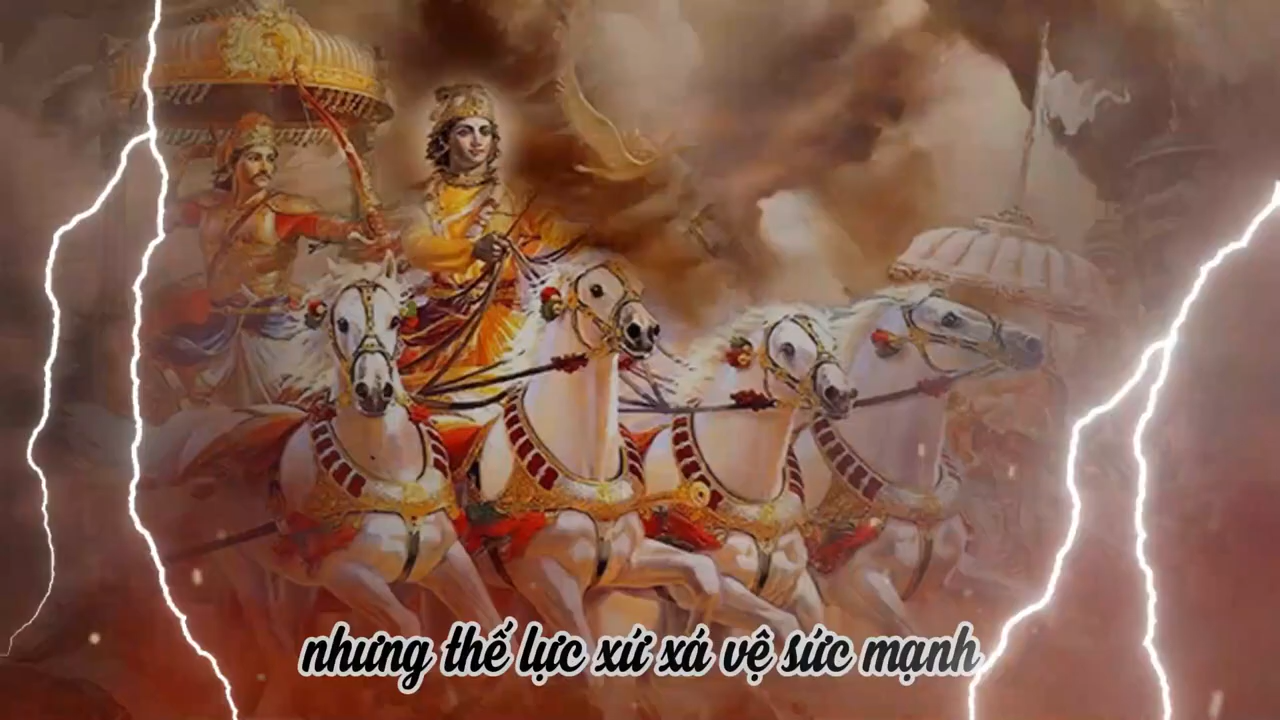 nhưng thế lực xứ xá vệ sức mạnh